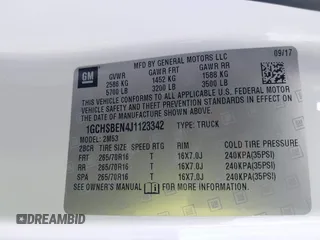 GM
MFD BY GENERAL MOTORS LLC
09/17
GVWR GAWR FRT GAWR RR
2586 KG 1452 KG 1588 KG
5700 LB 3200 LB 3500 LB
THIS VEHICLE CONFORMS TO ALL APPLICABLE U.S. FEDERAL MOTOR
VEHICLE SAFETY AND THEFT PREVENTION STANDARDS IN EFFECT ON
THE DATE OF MANUFACTURE SHOWN ABOVE.
1GCHSBEN4J1123342 TYPE: TRUCK
MODEL: 2M53
2BCR TIRE SIZE SPEED RTG RIM COLD TIRE PRESSURE
FRT 265/70R16 T 16X7.0J 240KPA(35PSI)
RR 265/70R16 T 16X7.0J 240KPA(35PSI)
SPA 265/70R16 T 16X7.0J 240KPA(35PSI)
SEE OWNER'S MANUAL FOR MORE INFORMATION.
© AUTOBIDMASTER.COM